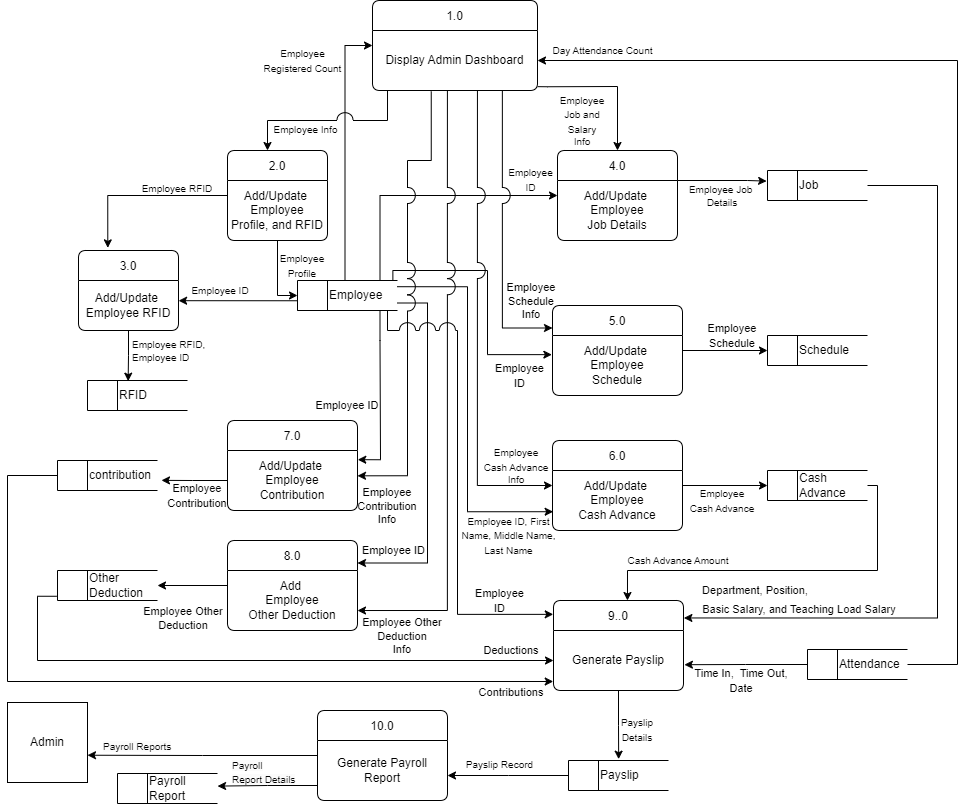 1.0
Display Admin Dashboard
Employee
Registered Count
Day Attendance Count
Employee Info
Employee
Job and
Salary
Info
2.0
Add/Update
Employee
Profile, and RFID
Employee RFID
Employee
ID
4.0
Add/Update
Employee
Job Details
Employee Job
Details
Job
3.0
Add/Update
Employee RFID
Employee
Profile
Employee ID
Employee
Employee
Schedule
Info
5.0
Add/Update
Employee
Schedule
Employee
Schedule
Schedule
Employee RFID,
Employee ID
RFID
Employee
ID
Employee ID
7.0
Add/Update
Employee
Contribution
contribution
Employee
Contribution
Employee
Contribution
Info
Employee
Cash Advance
Info
6.0
Add/Update
Employee
Cash Advance
Employee
Cash Advance
Cash
Advance
Employee ID, First
Name, Middle Name,
Last Name
8.0
Add
Employee
Other Deduction
Employee ID
Other
Deduction
Employee Other
Deduction
Employee Other
Deduction
Info
Cash Advance Amount
Employee
ID
Department, Position,
Basic Salary, and Teaching Load Salary
9..0
Generate Payslip
Deductions
Contributions
Time In,  Time Out,
Date
Attendance
Payslip
Details
Admin
Payroll Reports
10.0
Generate Payroll
Report
Payroll
Report Details
Payroll
Report
Payslip Record
Payslip